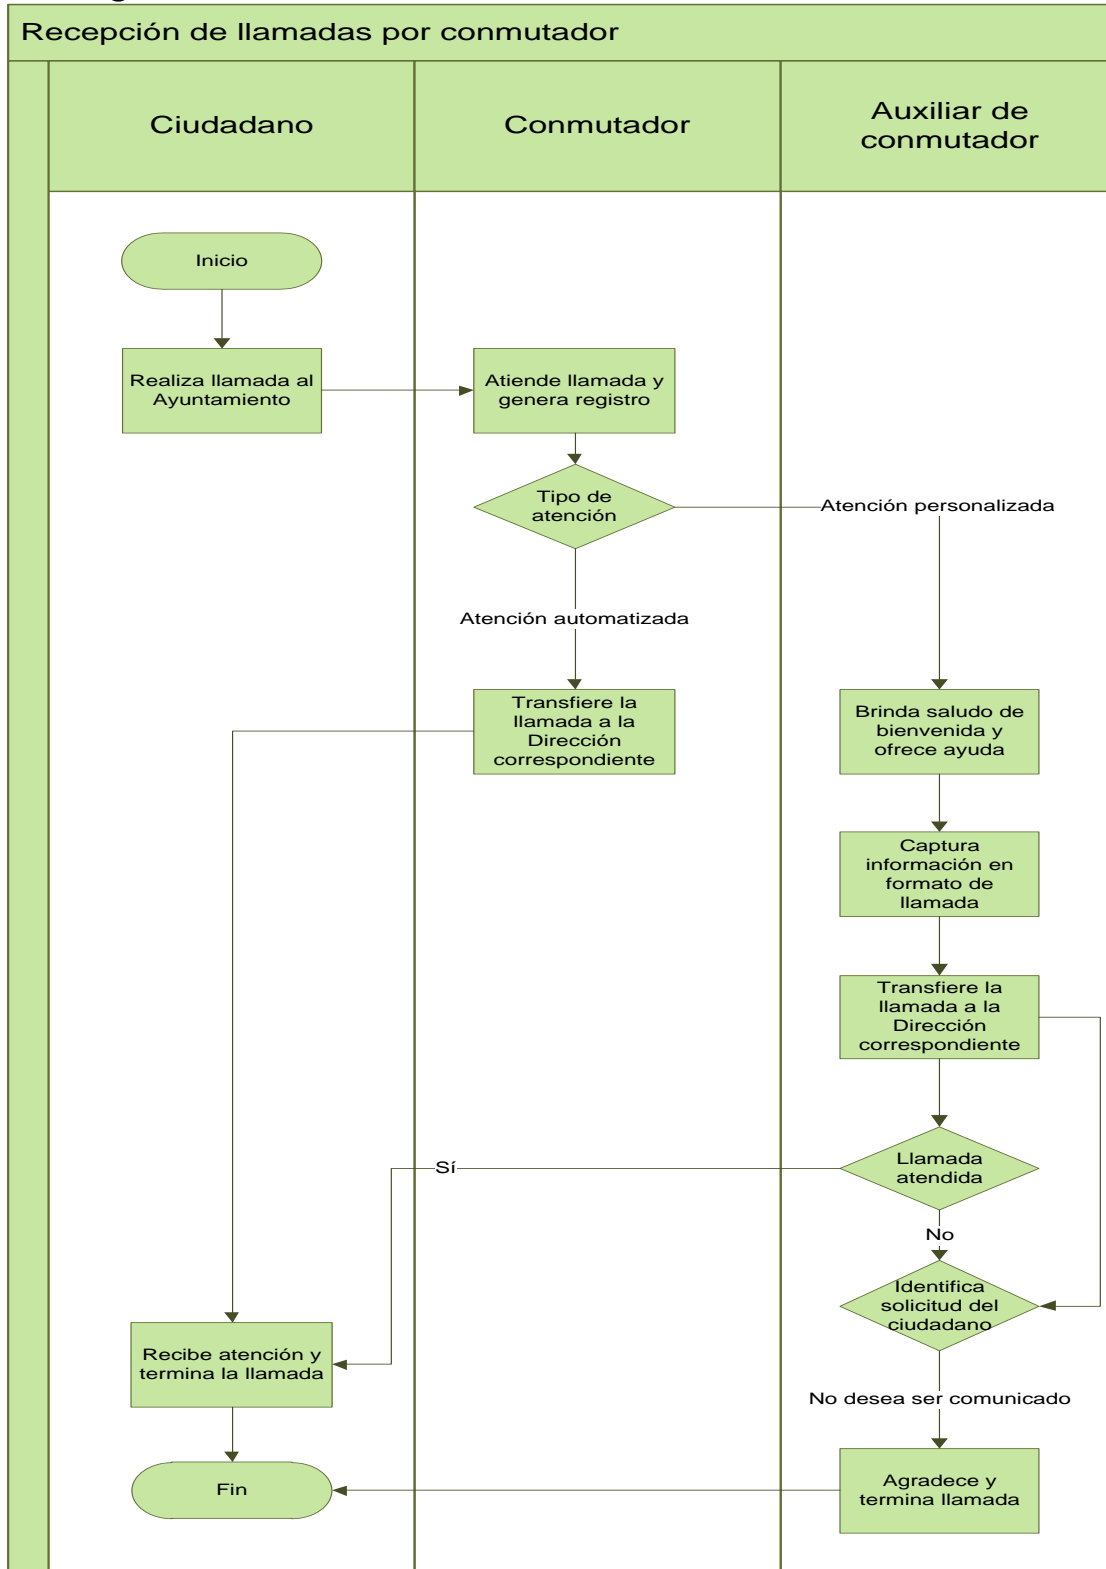 Recepción de llamadas por conmutador
Ciudadano
Conmutador
Auxiliar de
conmutador
Inicio
Realiza llamada al
Ayuntamiento
Atiende llamada y
genera registro
Tipo de
atención
Atención personalizada
Atención automatizada
Transfiere la
llamada a la
Dirección
correspondiente
Brinda saludo de
bienvenida y
ofrece ayuda
Captura
información en
formato de
llamada
Transfiere la
llamada a la
Dirección
correspondiente
Llamada
atendida
Sí
No
Identifica
solicitud del
ciudadano
Recibe atención y
termina la llamada
No desea ser comunicado
Fin
Agradece y
termina llamada